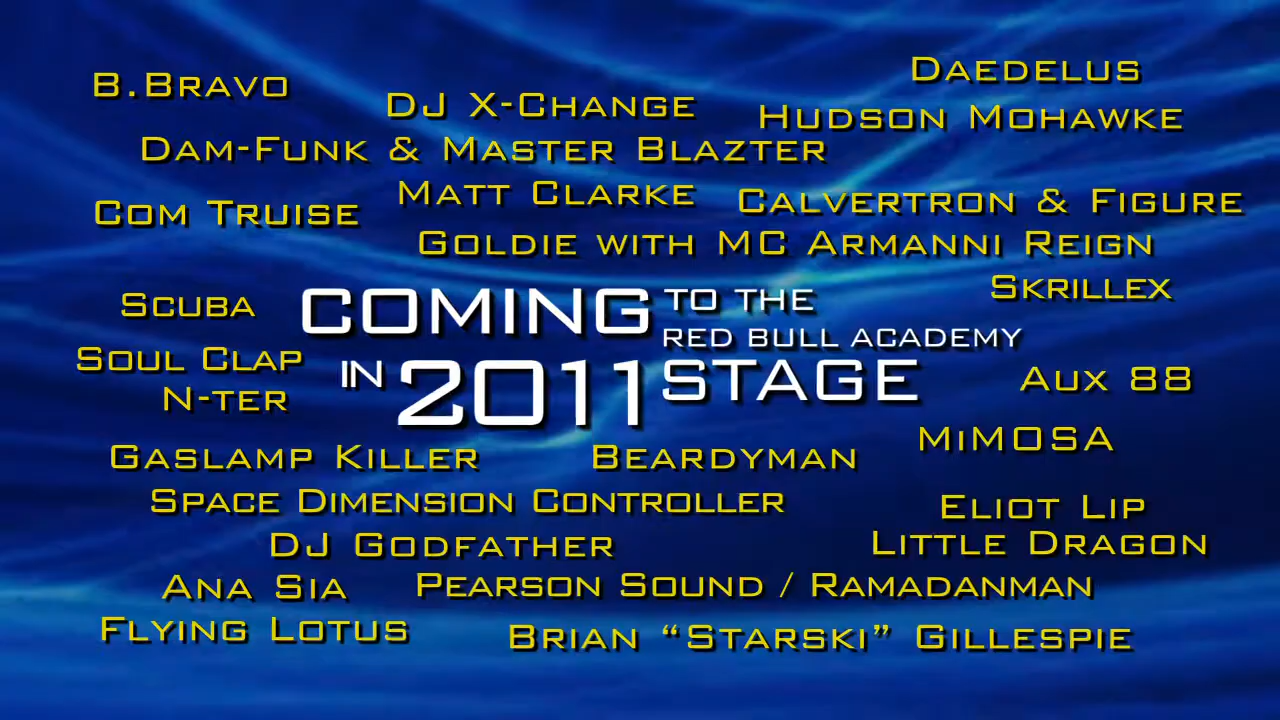 B.Bravo
Daedelus
DJ X-Change
Hudson Mohawke
Dam-Funk & Master Blazter
Matt Clarke
Calvertron & Figure
Com Truise
Goldie with MC Armanni Reign
Skrillex
Scuba
COMING TO THE
RED BULL ACADEMY
IN 2011 STAGE
Soul Clap
N-ter
Aux 88
MiMOSA
Gaslamp Killer
Beardyman
Space Dimension Controller
Eliot Lip
DJ Godfather
Little Dragon
Ana Sia
Pearson Sound / Ramadanman
Flying Lotus
Brian “Starski” Gillespie